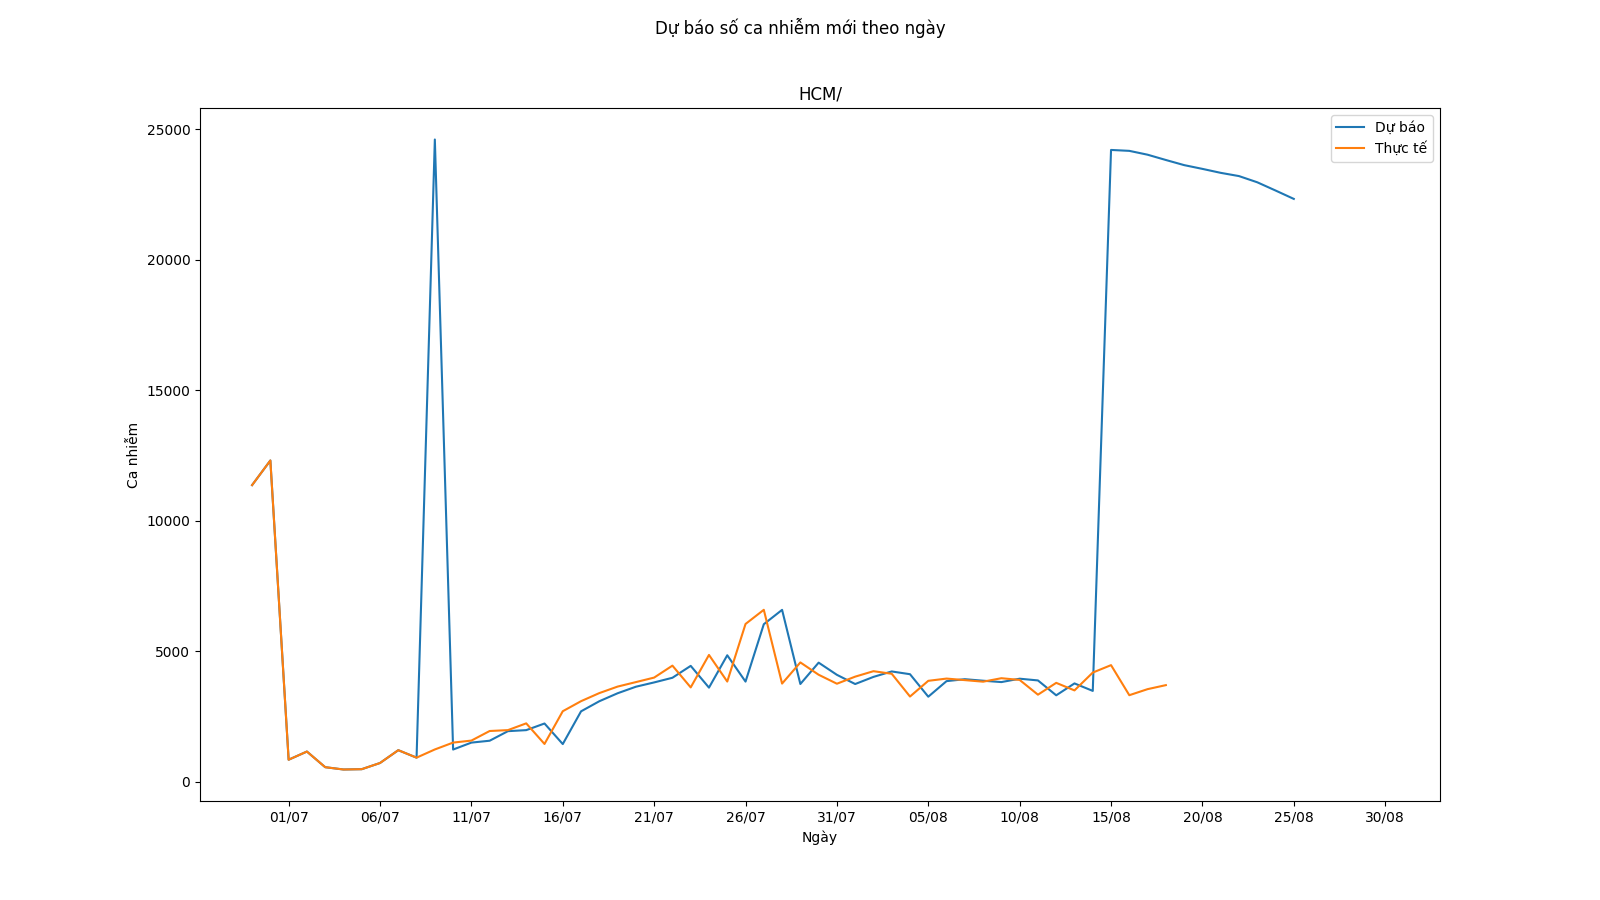 Dự báo số ca nhiễm mới theo ngày
HCM/
Dự báo
Thực tế
25000
20000
15000
10000
5000
0
Ca nhiễm
01/07 06/07 11/07 16/07 21/07 26/07 31/07 05/08 10/08 15/08 20/08 25/08 30/08
Ngày